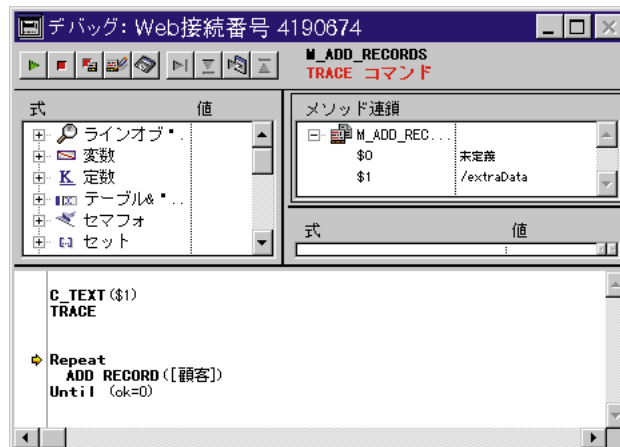 デバッグ: Web接続番号 4190674
M_ADD_RECORDS
TRACE コマンド
式 値
ラインオブ
変数
K 定数
テーブル&
セマフォ
セット
メソッド連鎖
M_ADD_REC...
$0 未定義
$1 /extraData
式 値
C_TEXT($1)
TRACE
Repeat
ADD RECORD([顧客])
Until (ok=0)